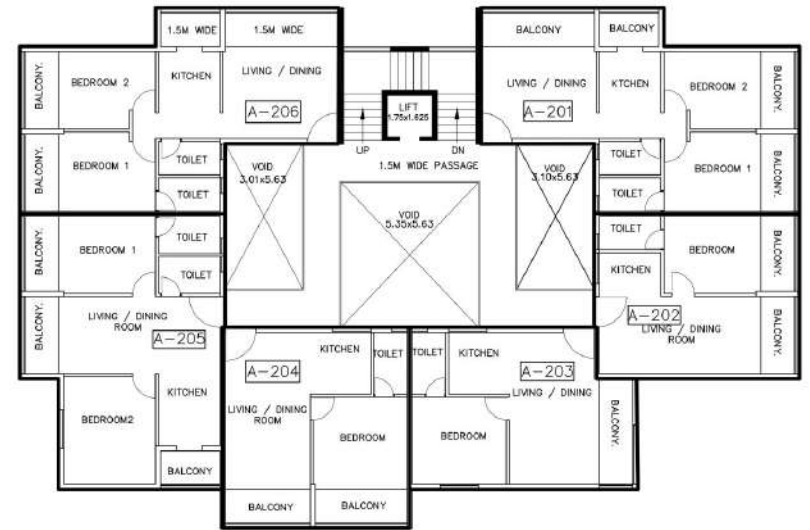 1.5M WIDE
1.5M WIDE
BALCONY
BALCONY
BALCONY.
BEDROOM 2
KITCHEN
LIVING / DINING
A-206
LIFT
1.75x1.625
UP
DN
LIVING / DINING
A-201
KITCHEN
BEDROOM 2
BALCONY.
BALCONY.
BEDROOM 1
TOILET
TOILET
VOID
3.01x5.63
1.5M WIDE PASSAGE
VOID
5.35x5.63
VOID
3.10x5.63
TOILET
TOILET
BEDROOM 1
BALCONY.
BALCONY.
BEDROOM 1
TOILET
TOILET
TOILET
KITCHEN
BEDROOM
BALCONY.
BALCONY.
LIVING / DINING
ROOM
A-205
A-202
LIVING / DINING
ROOM
BALCONY.
BEDROOM2
KITCHEN
BALCONY
KITCHEN
TOILET
A-204
LIVING / DINING
ROOM
BEDROOM
BALCONY
BALCONY
TOILET
KITCHEN
A-203
LIVING / DINING
BEDROOM
BALCONY.